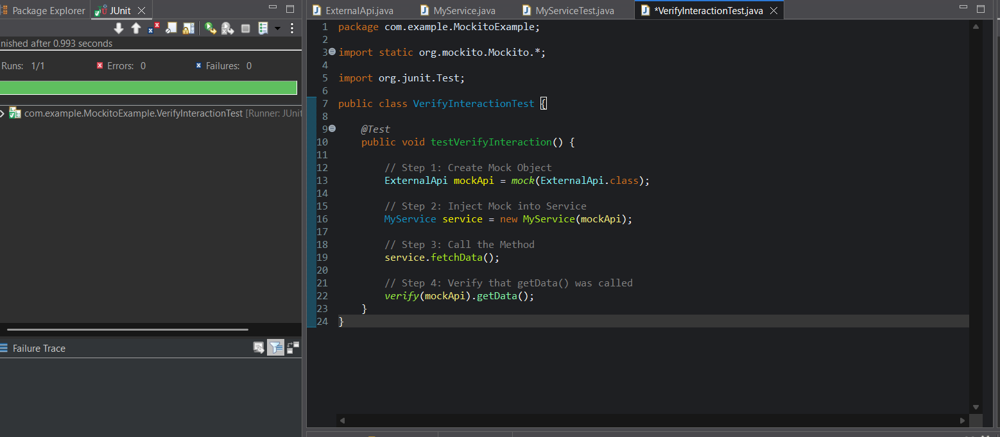 Package Explorer
JUnit
nished after 0.993 seconds
Runs: 1/1
Errors: 0
Failures: 0
com.example.MockitoExample.VerifyInteractionTest [Runner: JUnit
Failure Trace
ExternalApi.java
MyService.java
MyServiceTest.java
*VerifyInteractionTest.java
1 package com.example.MockitoExample;
2
3 import static org.mockito.Mockito.*;
4
5 import org.junit.Test;
6
7 public class VerifyInteractionTest {
8
9     @Test
10     public void testVerifyInteraction() {
11
12         // Step 1: Create Mock Object
13         ExternalApi mockApi = mock(ExternalApi.class);
14
15         // Step 2: Inject Mock into Service
16         MyService service = new MyService(mockApi);
17
18         // Step 3: Call the Method
19         service.fetchData();
20
21         // Step 4: Verify that getData() was called
22         verify(mockApi).getData();
23     }
24 }